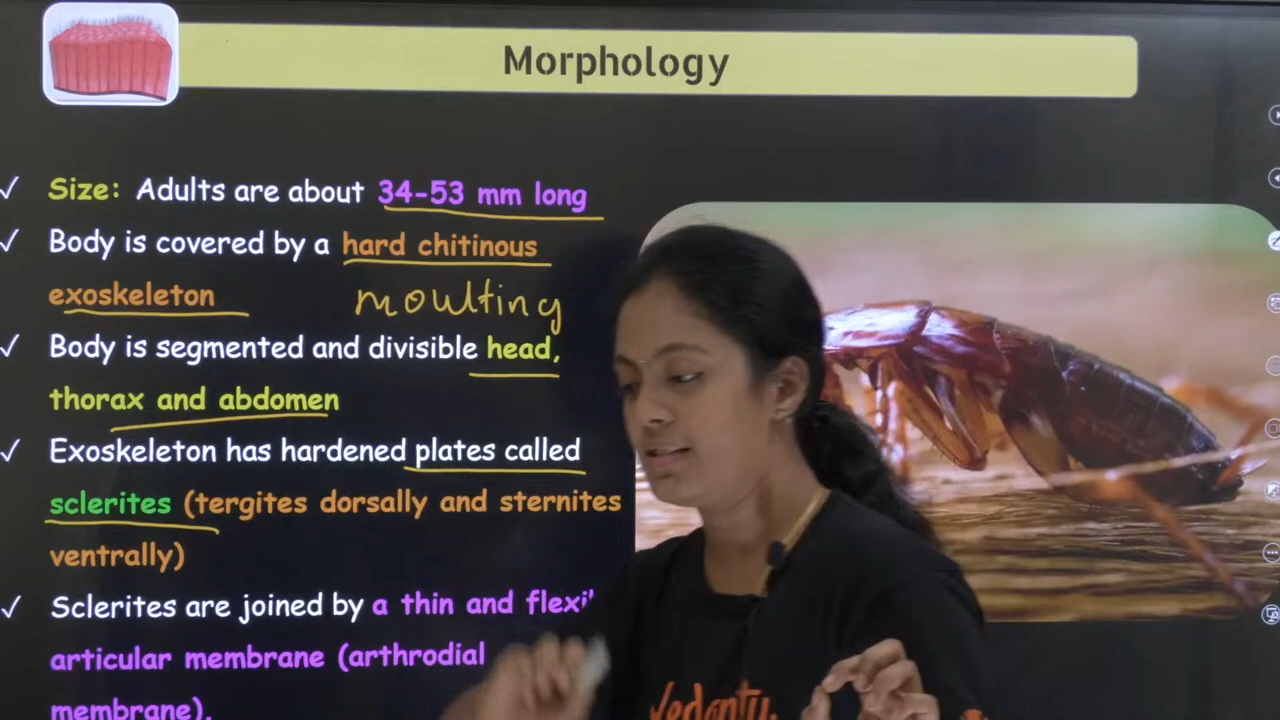 Morphology
✓ Size: Adults are about 34-53 mm long
✓ Body is covered by a hard chitinous
exoskeleton moulting
✓ Body is segmented and divisible head,
thorax and abdomen
✓ Exoskeleton has hardened plates called
sclerites (tergites dorsally and sternites
ventrally)
✓ Sclerites are joined by a thin and
articular membrane (arthrodial
membrane).